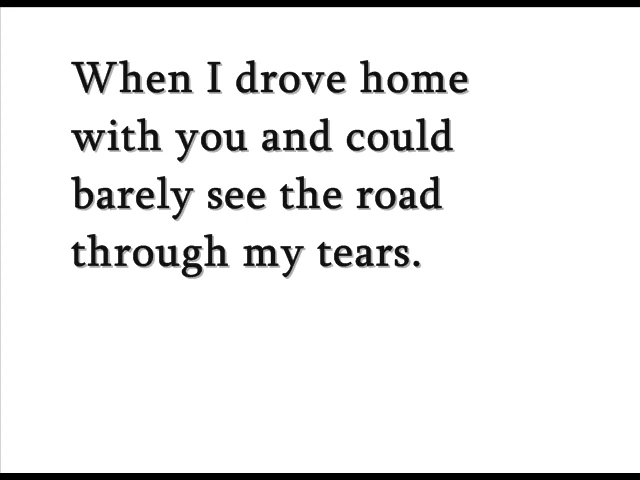 When I drove home
with you and could
barely see the road
through my tears.